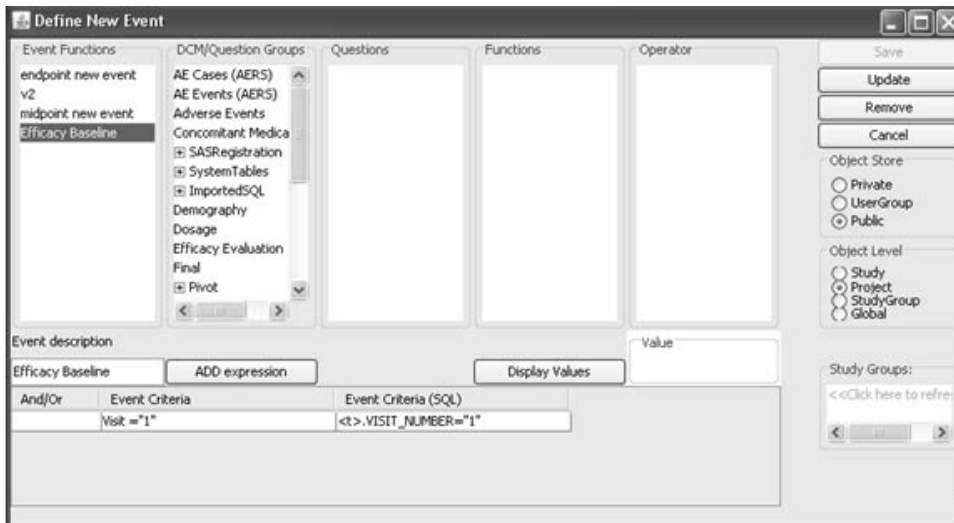 Define New Event
Event Functions
endpoint new event
v2
midpoint new event
Efficacy Baseline
DCM/Question Groups
AE Cases (AERS)
AE Events (AERS)
Adverse Events
Concomitant Medica
SASRegistration
SystemTables
ImportedSQL
Demography
Dosage
Efficacy Evaluation
Final
Pivot
Questions
Functions
Operator
Save
Update
Remove
Cancel
Object Store
Private
UserGroup
Public
Object Level
Study
Project
StudyGroup
Global
Event description
Efficacy Baseline
ADD expression
Display Values
Value
Study Groups:
<<Click here to refre
And/Or Event Criteria Event Criteria (SQL)
Visit ="1" <t>.VISIT_NUMBER="1"